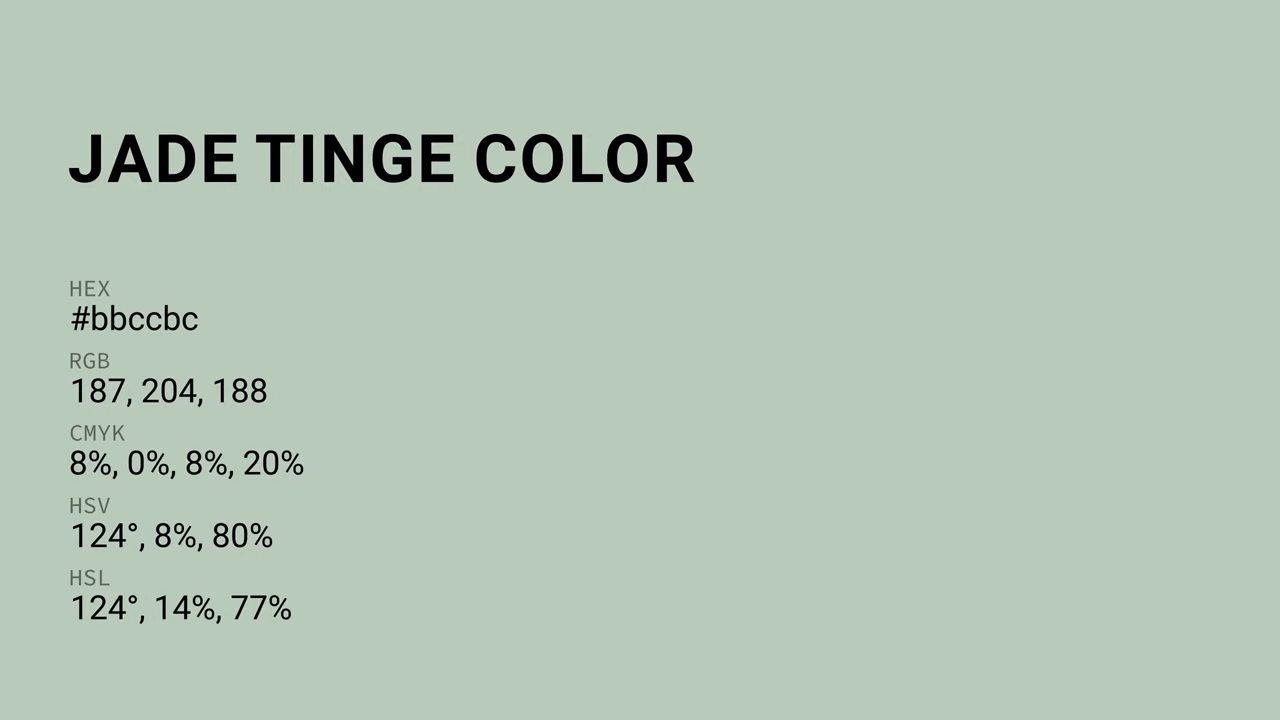 JADE TINGE COLOR
HEX
#bbccbc
RGB
187, 204, 188
CMYK
8%, 0%, 8%, 20%
HSV
124°, 8%, 80%
HSL
124°, 14%, 77%